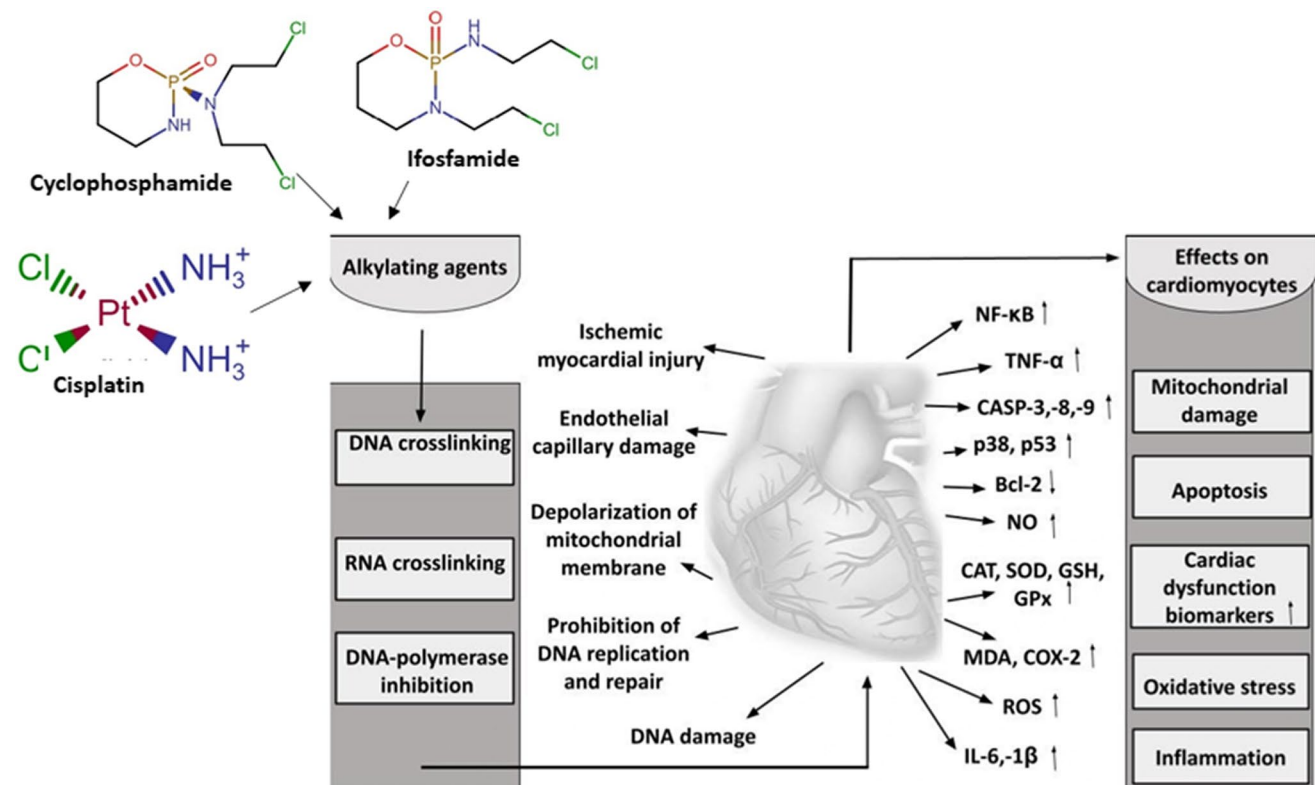 Cl
O
O
P
N
NH
Cl
Cyclophosphamide
O
O
P
H
N
Cl
N
Cl
Ifosfamide
Cl
NH3+
Pt
Cl
NH3+
Cisplatin
Alkylating agents
DNA crosslinking
RNA crosslinking
DNA-polymerase
inhibition
Ischemic
myocardial injury
Endothelial
capillary damage
Depolarization of
mitochondrial
membrane
Prohibition of
DNA replication
and repair
DNA damage
NF-κB ↑
TNF-α ↑
CASP-3,-8,-9 ↑
p38, p53 ↑
Bcl-2 ↓
NO ↑
CAT, SOD, GSH,
GPx ↑
MDA, COX-2 ↑
ROS ↑
IL-6,-1β ↑
Effects on
cardiomyocytes
Mitochondrial
damage
Apoptosis
Cardiac
dysfunction
biomarkers ↑
Oxidative stress
Inflammation